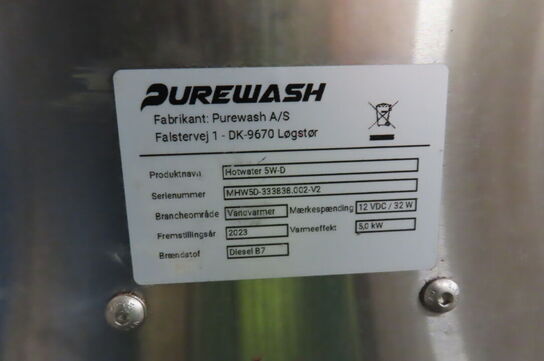 PUREWASH
Fabrikant: Purewash A/S
Falstervej 1 - DK-9670 Løgstør
Produktnavn Hotwater 5W-D
Serienummer MHW5D-333838.002-V2
Brancheområde Vandvarmer Mærkespænding 12 VDC / 32 W
Fremstillingsår 2023 Varmeeffekt 5,0 kW
Brændstof Diesel B7